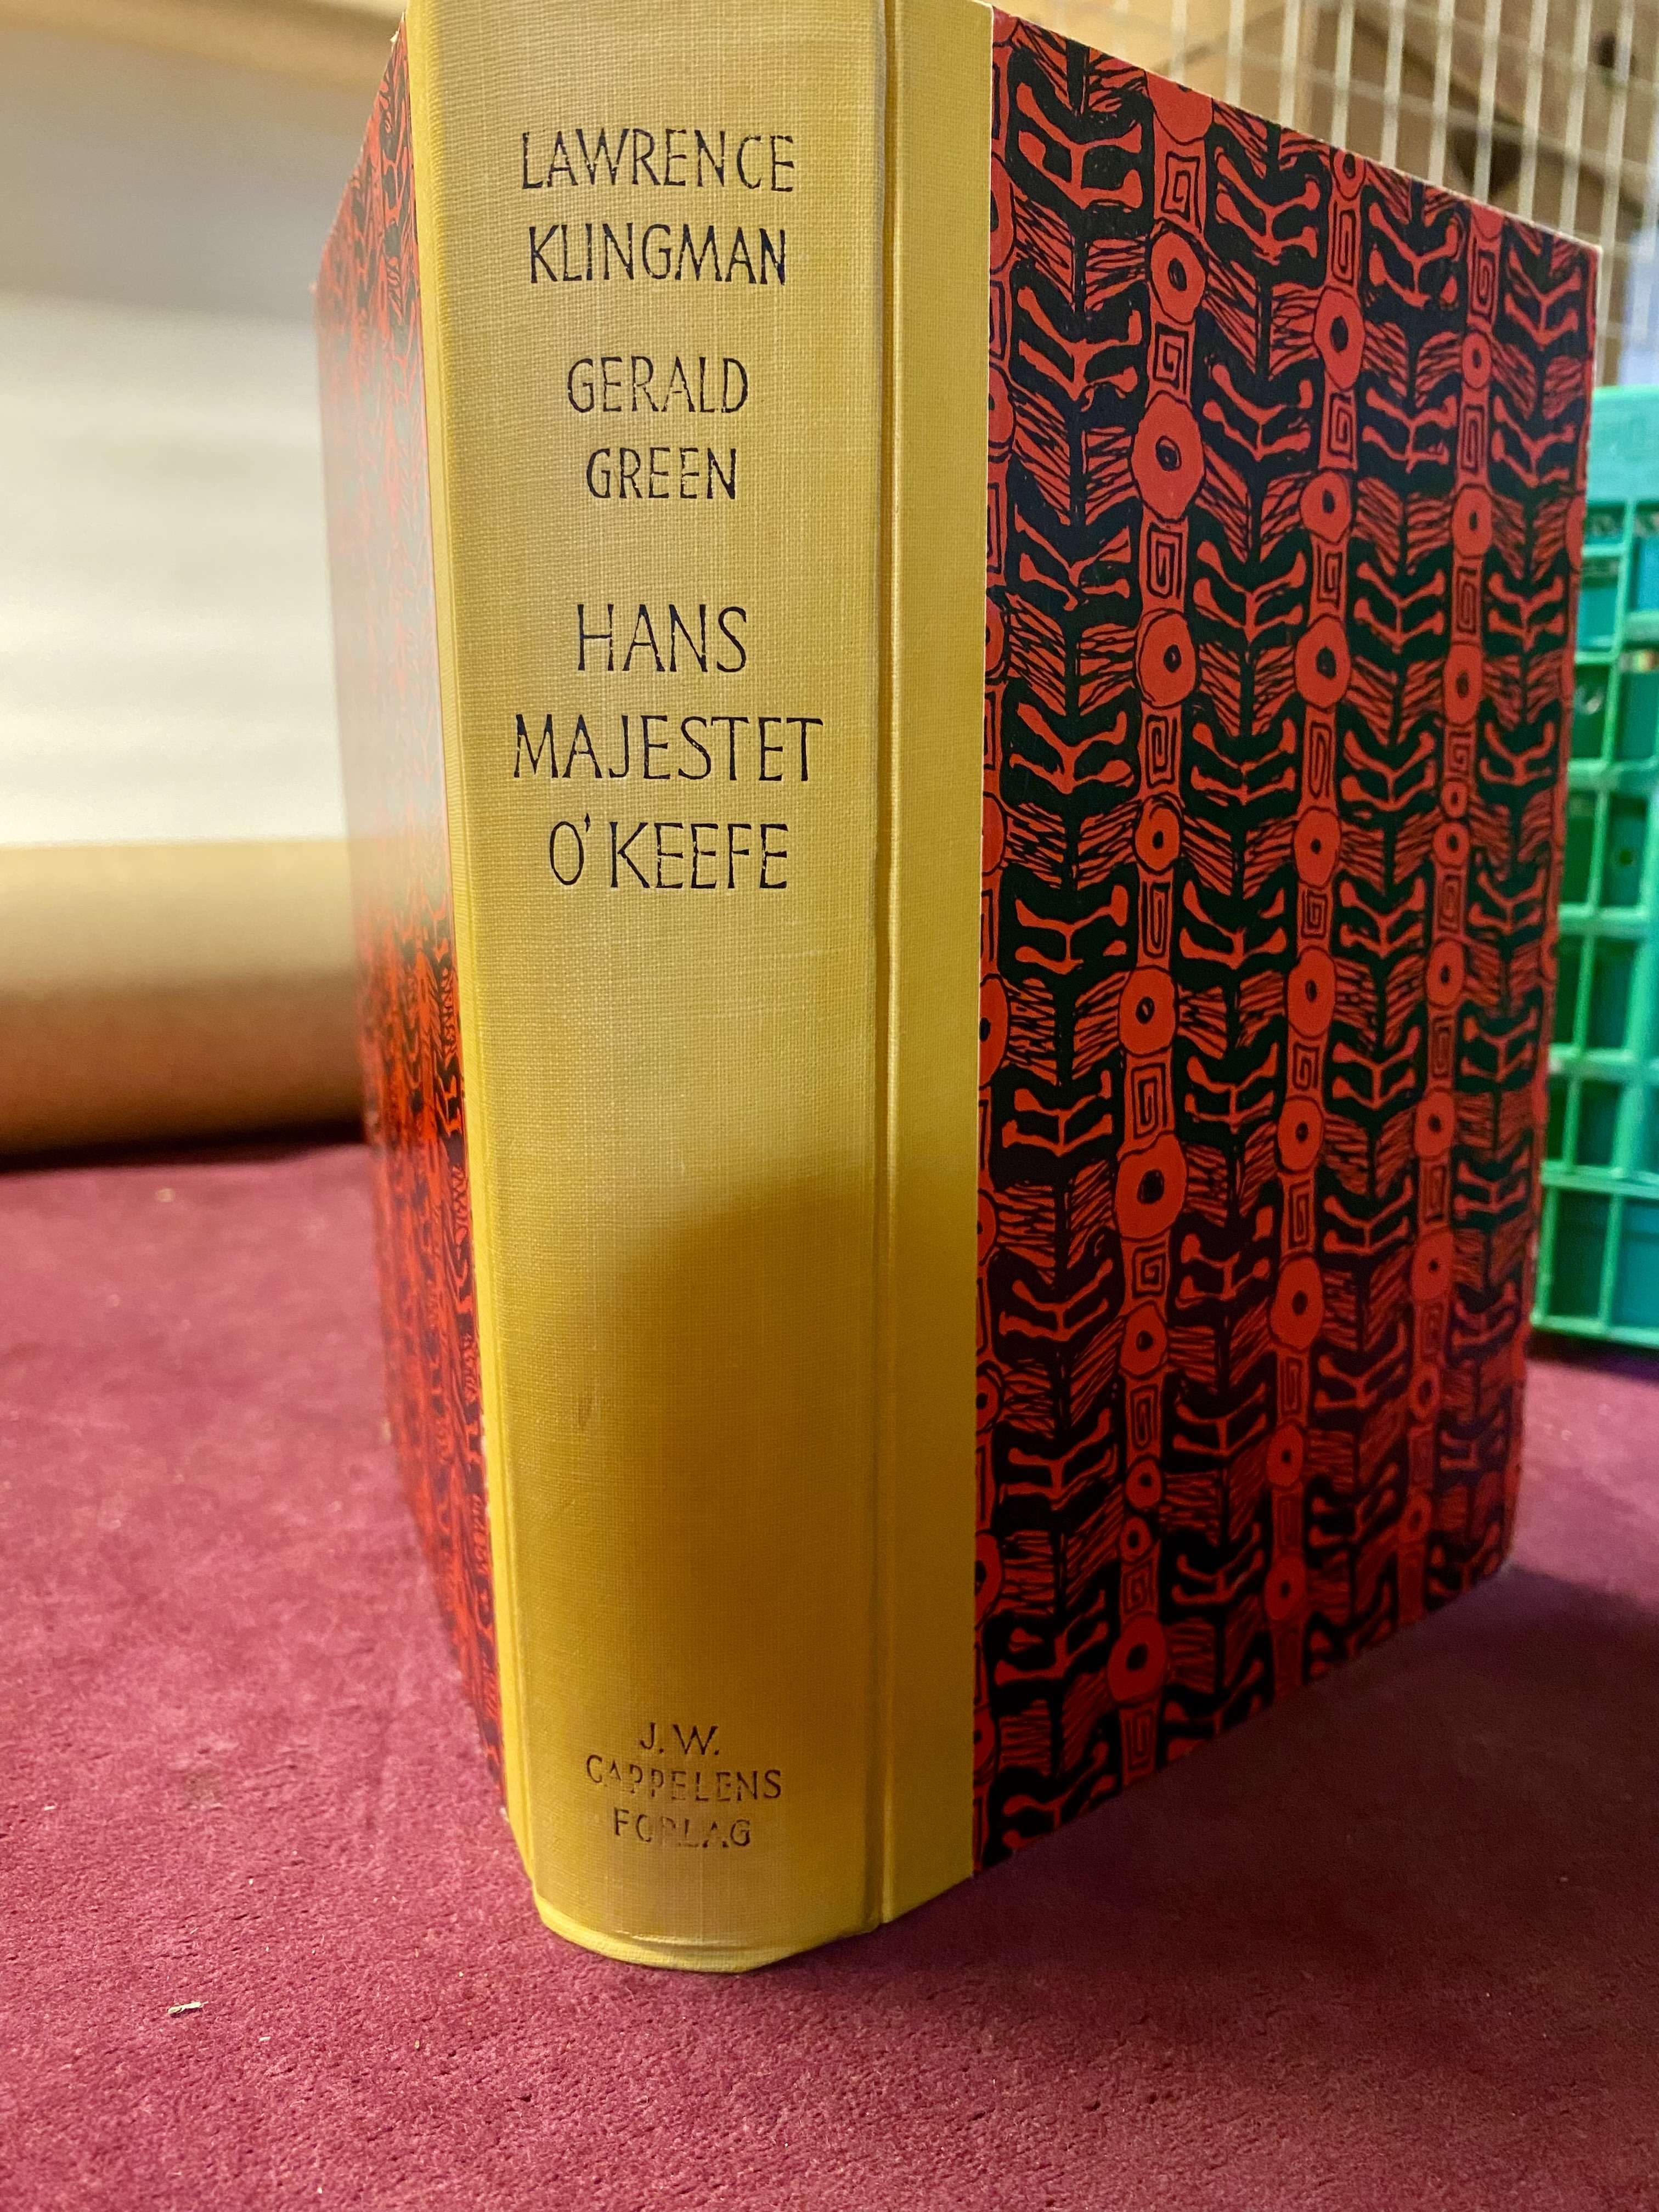 LAWRENCE
KLINGMAN
GERALD
GREEN
HANS
MAJESTET
O'KEEFE
J.W.
CAPPELENS
FORLAG